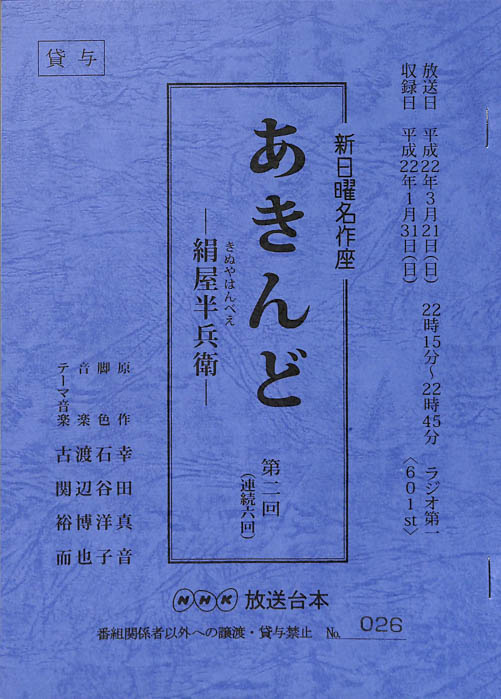 貸与
放送日 平成22年3月21日(日) 22時15分～22時45分 ラジオ第一
収録日 平成22年1月31日(日) 〈601st〉
新日曜名作座
あきんど
―絹屋半兵衛―
きぬやはんべえ
第二回
(連続六回)
原作 幸田真音
脚色 石谷洋子
音楽 渡辺博也
テーマ音楽 古関裕而
NHK 放送台本
番組関係者以外への譲渡・貸与禁止 No. 026